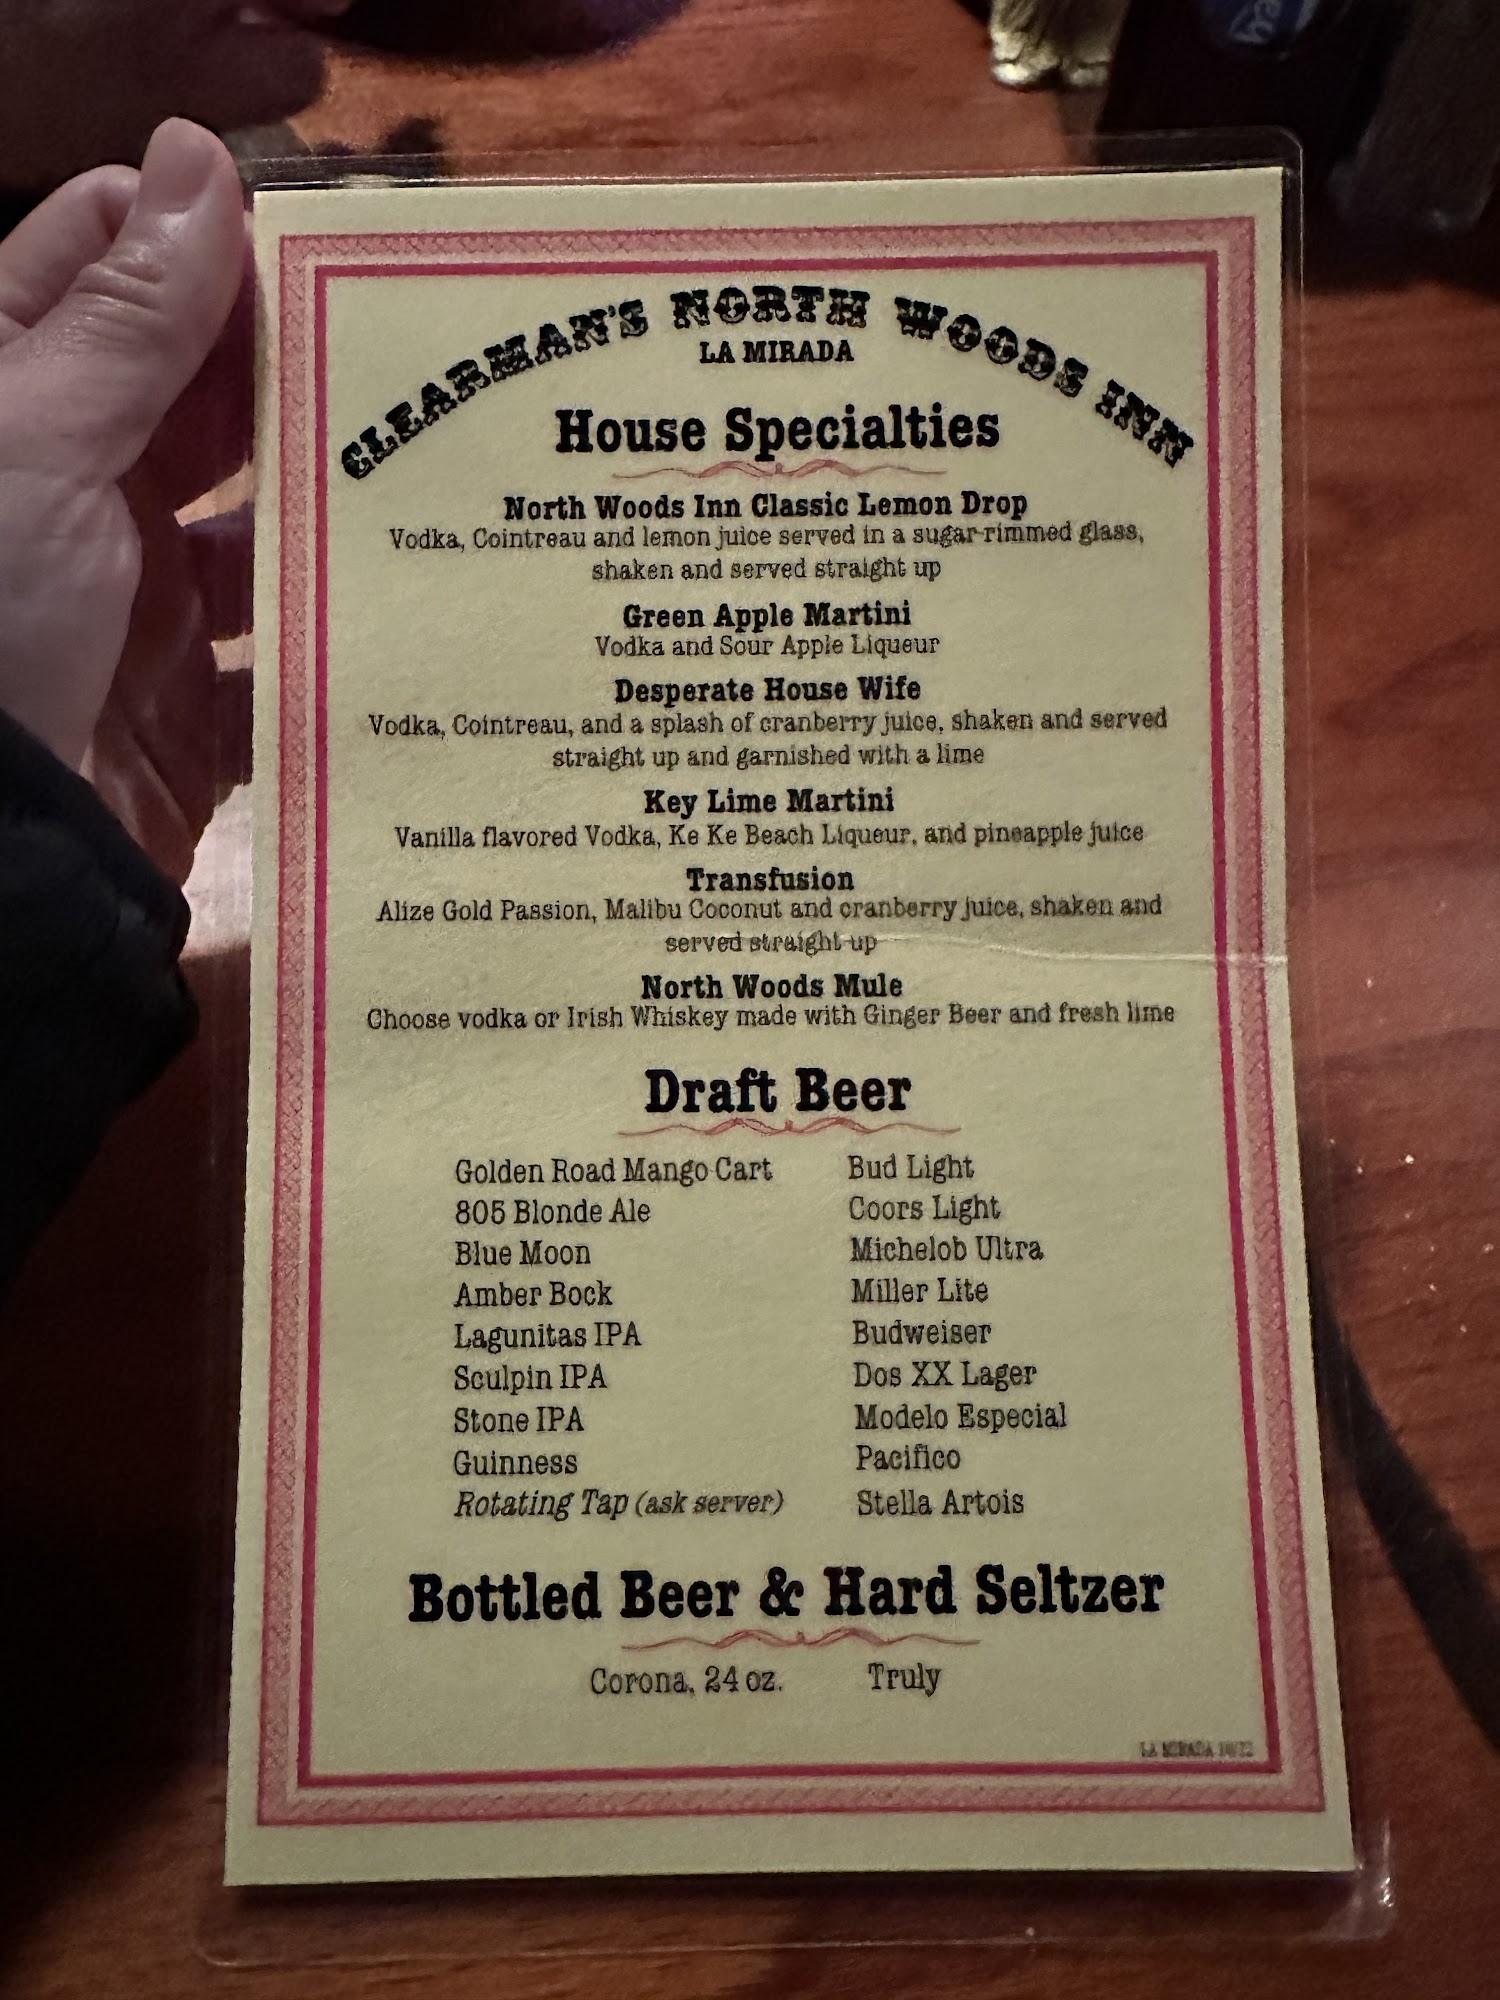 CLEARMAN'S NORTH WOODS INN
LA MIRADA
House Specialties
North Woods Inn Classic Lemon Drop
Vodka, Cointreau and lemon juice served in a sugar-rimmed glass,
shaken and served straight up
Green Apple Martini
Vodka and Sour Apple Liqueur
Desperate House Wife
Vodka, Cointreau, and a splash of cranberry juice, shaken and served
straight up and garnished with a lime
Key Lime Martini
Vanilla flavored Vodka, Ke Ke Beach Liqueur, and pineapple juice
Transfusion
Alize Gold Passion, Malibu Coconut and cranberry juice, shaken and
served straight up
North Woods Mule
Choose vodka or Irish Whiskey made with Ginger Beer and fresh lime
Draft Beer
Golden Road Mango Cart
805 Blonde Ale
Blue Moon
Amber Bock
Lagunitas IPA
Sculpin IPA
Stone IPA
Guinness
Rotating Tap (ask server)
Bud Light
Coors Light
Michelob Ultra
Miller Lite
Budweiser
Dos XX Lager
Modelo Especial
Pacifico
Stella Artois
Bottled Beer & Hard Seltzer
Corona, 24 oz.
Truly
LA MIRADA